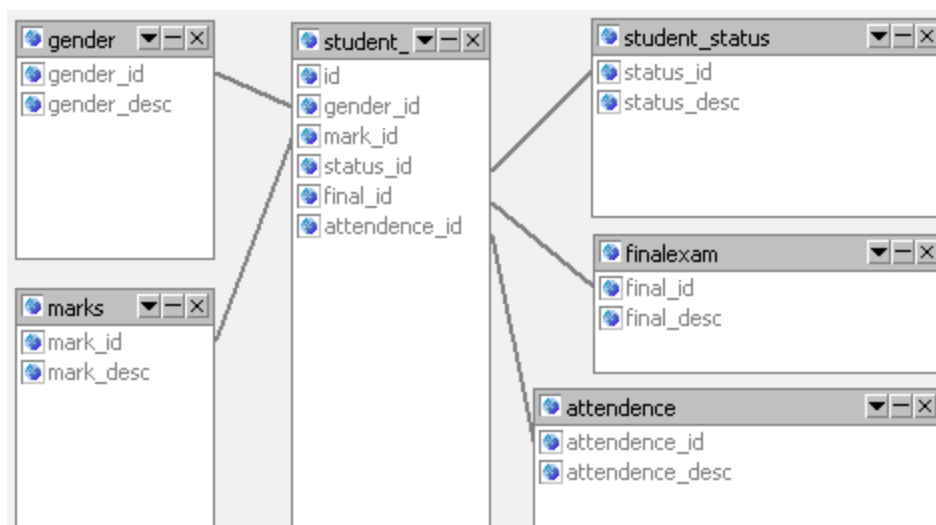 gender
gender_id
gender_desc
marks
mark_id
mark_desc
student_
id
gender_id
mark_id
status_id
final_id
attendence_id
student_status
status_id
status_desc
finalexam
final_id
final_desc
attendence
attendence_id
attendence_desc